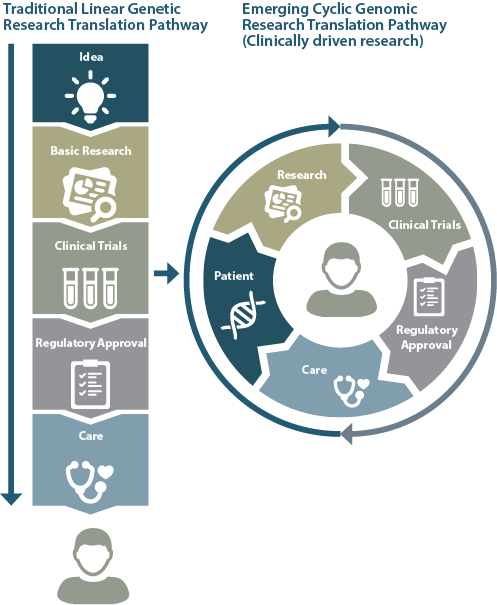 Traditional Linear Genetic
Research Translation Pathway
Idea
Basic Research
Clinical Trials
Regulatory Approval
Care
Emerging Cyclic Genomic
Research Translation Pathway
(Clinically driven research)
Research
Clinical Trials
Patient
Regulatory
Approval
Care